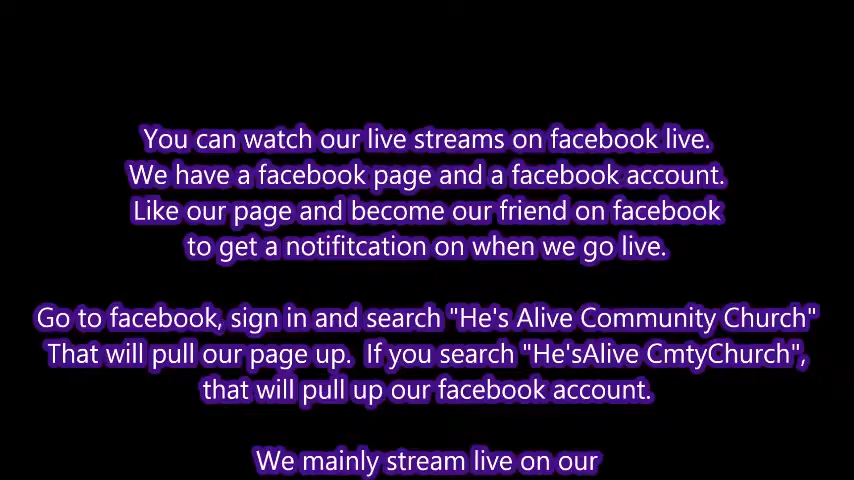 You can watch our live streams on facebook live.
We have a facebook page and a facebook account.
Like our page and become our friend on facebook
to get a notifitcation on when we go live.
Go to facebook, sign in and search "He's Alive Community Church"
That will pull our page up.  If you search "He'sAlive CmtyChurch",
that will pull up our facebook account.
We mainly stream live on our